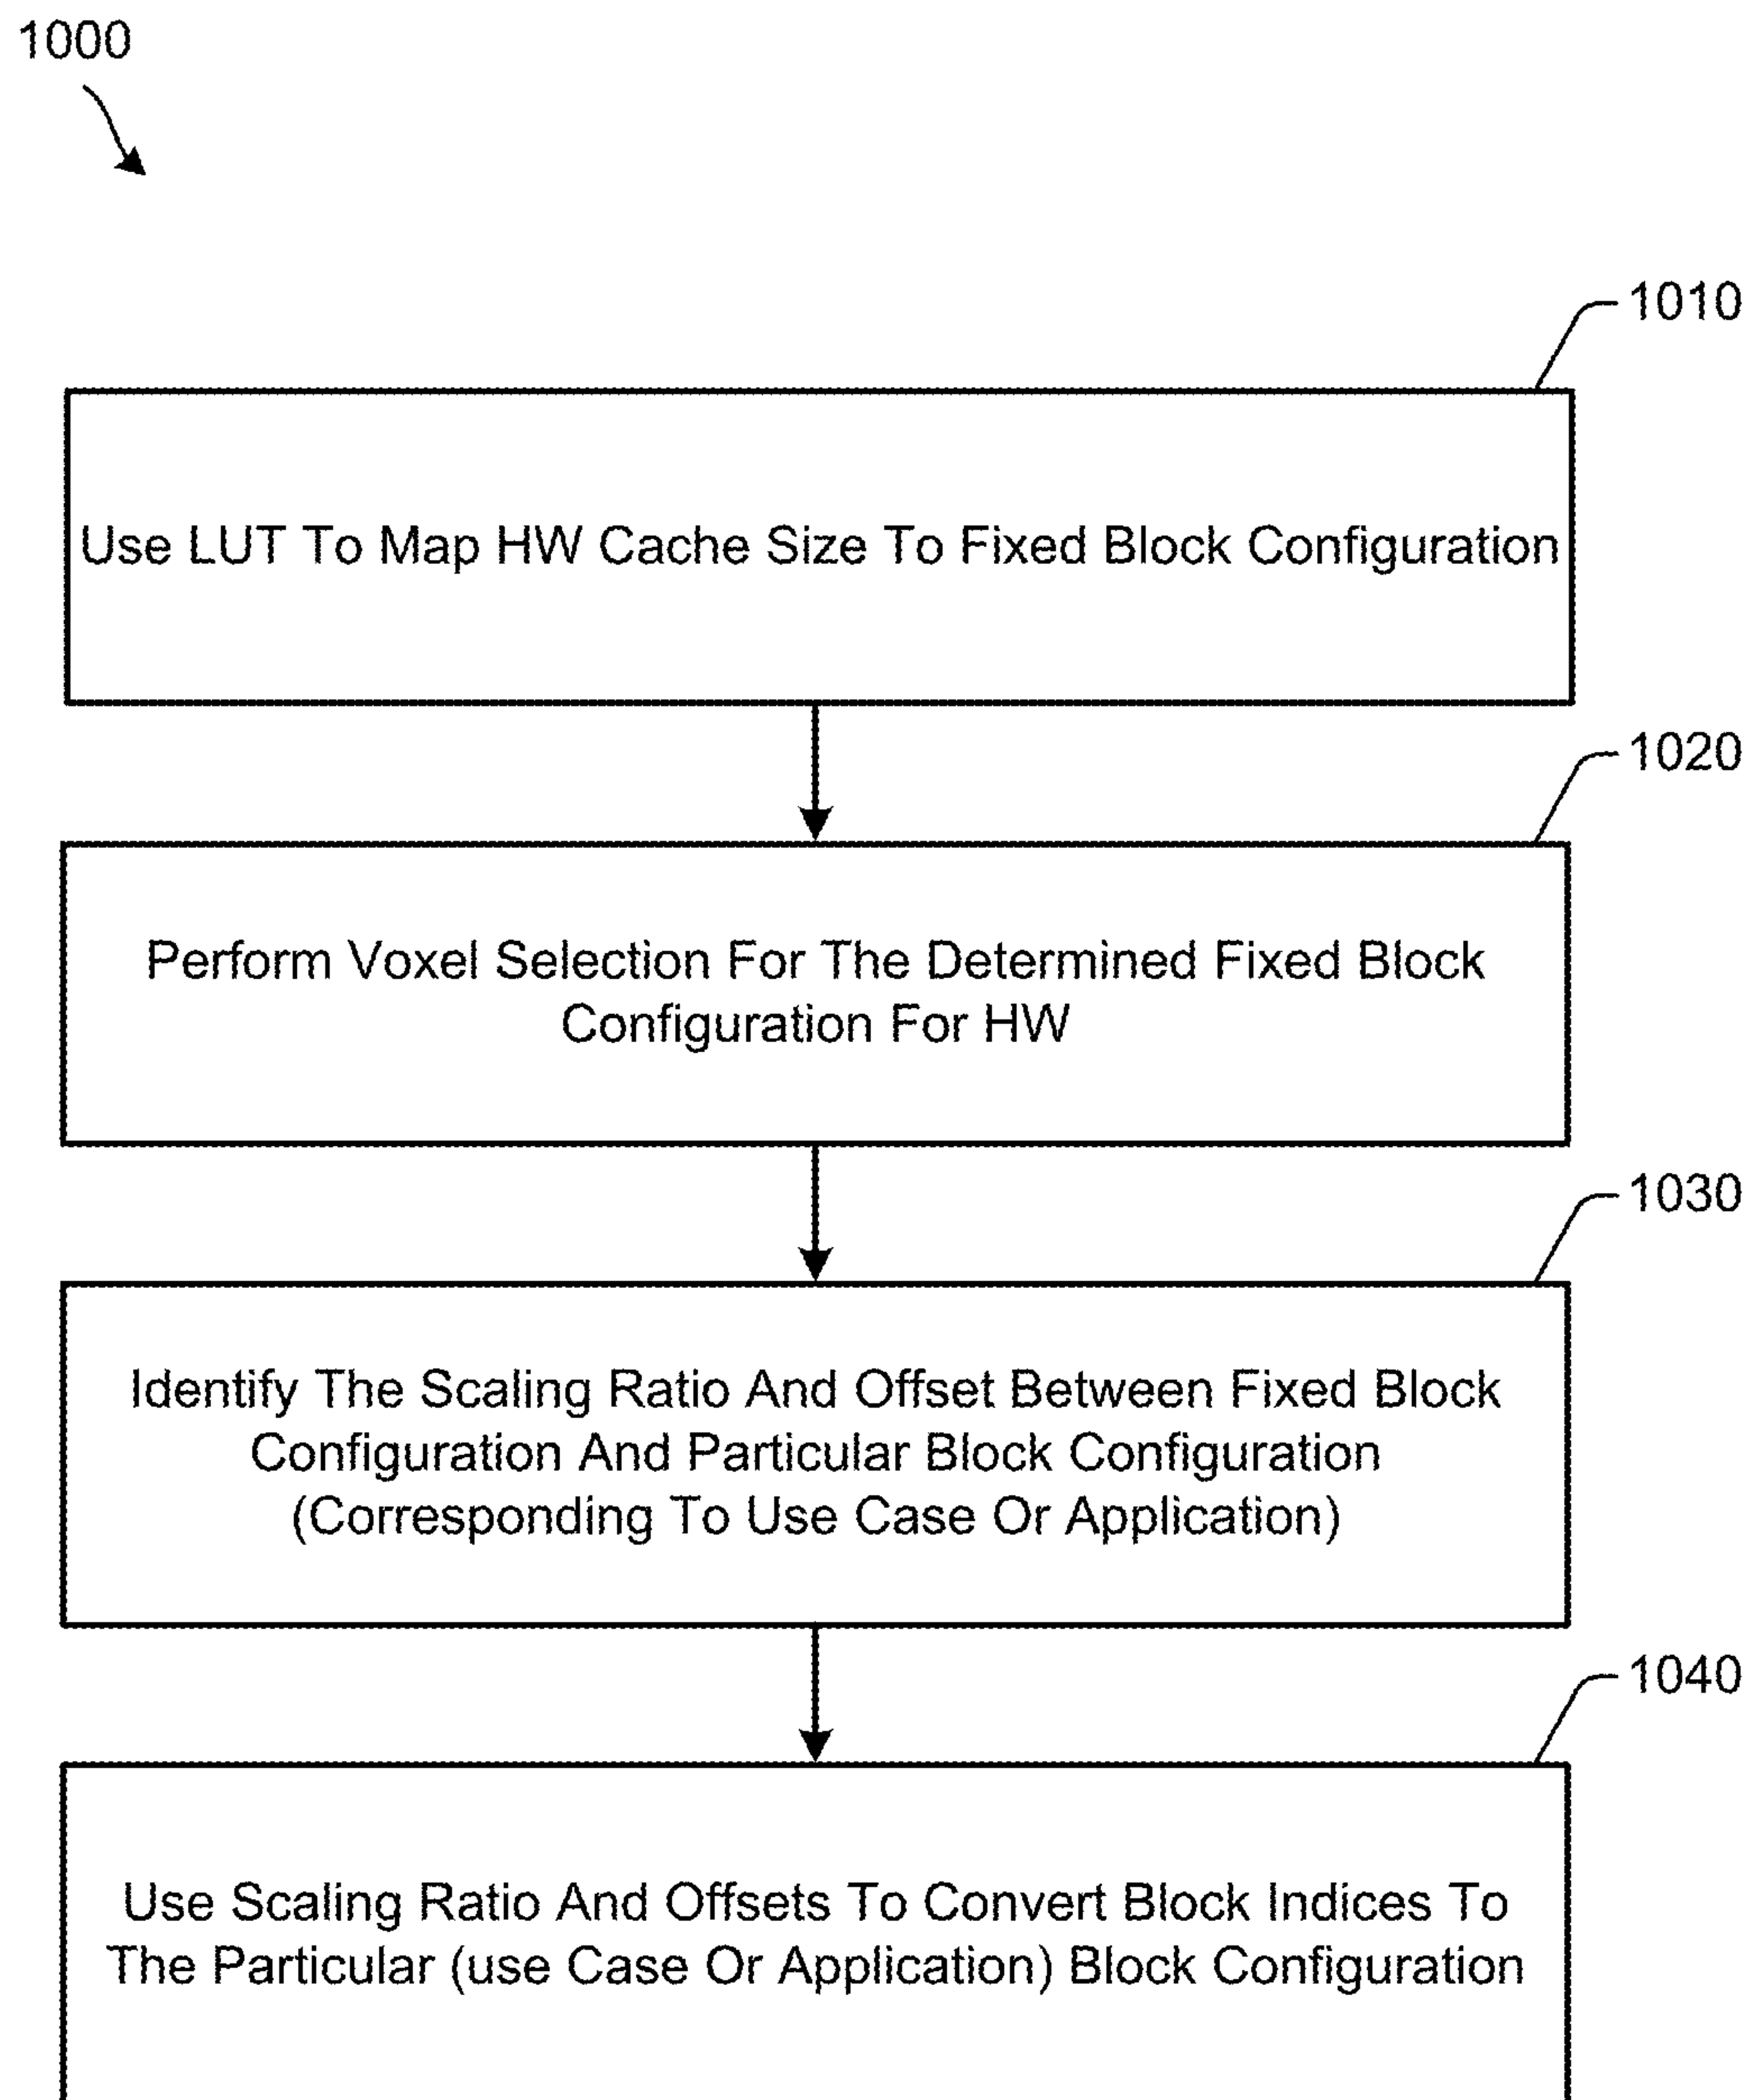 1000
1010
Use LUT To Map HW Cache Size To Fixed Block Configuration
1020
Perform Voxel Selection For The Determined Fixed Block
Configuration For HW
1030
Identify The Scaling Ratio And Offset Between Fixed Block
Configuration And Particular Block Configuration
(Corresponding To Use Case Or Application)
1040
Use Scaling Ratio And Offsets To Convert Block Indices To
The Particular (use Case Or Application) Block Configuration